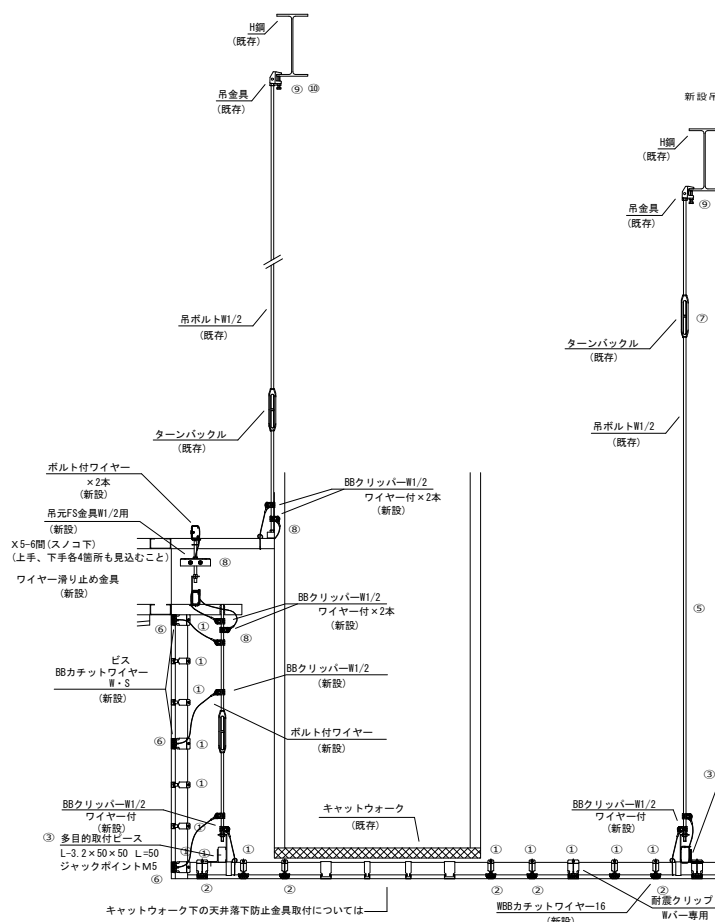 H鋼
(既存)
吊金具
(既存)
⑨ ⑩
新設吊
H鋼
(既存)
吊金具
(既存)
⑨
吊ボルトW1/2
(既存)
ターンバックル
(既存)
⑦
ターンバックル
(既存)
吊ボルトW1/2
(既存)
ボルト付ワイヤー
×2本
(新設)
BBクリッパーW1/2
ワイヤー付×2本
(新設)
⑧
吊元FS金具W1/2用
(新設)
X5-6間(スノコ下)
(上手、下手各4箇所も見込むこと)
⑧
ワイヤー滑り止め金具
(新設)
BBクリッパーW1/2
ワイヤー付×2本
(新設)
⑧
⑤
⑥ ①
ビス
BBカチットワイヤー
W・S
(新設)
①
BBクリッパーW1/2
(新設)
①
ボルト付ワイヤー
(新設)
⑥ ①
①
③
BBクリッパーW1/2
ワイヤー付
(新設)
キャットウォーク
(既存)
BBクリッパーW1/2
ワイヤー付
(新設)
①
③ 多目的取付ピース
L-3.2×50×50 L=50
ジャックポイントM5
① ① ① ① ① ① ① ① ①
⑥ ② ② ② ② ② ②
WBBカチットワイヤー16
(新設)
耐震クリップ
Wバー専用
キャットウォーク下の天井落下防止金具取付については